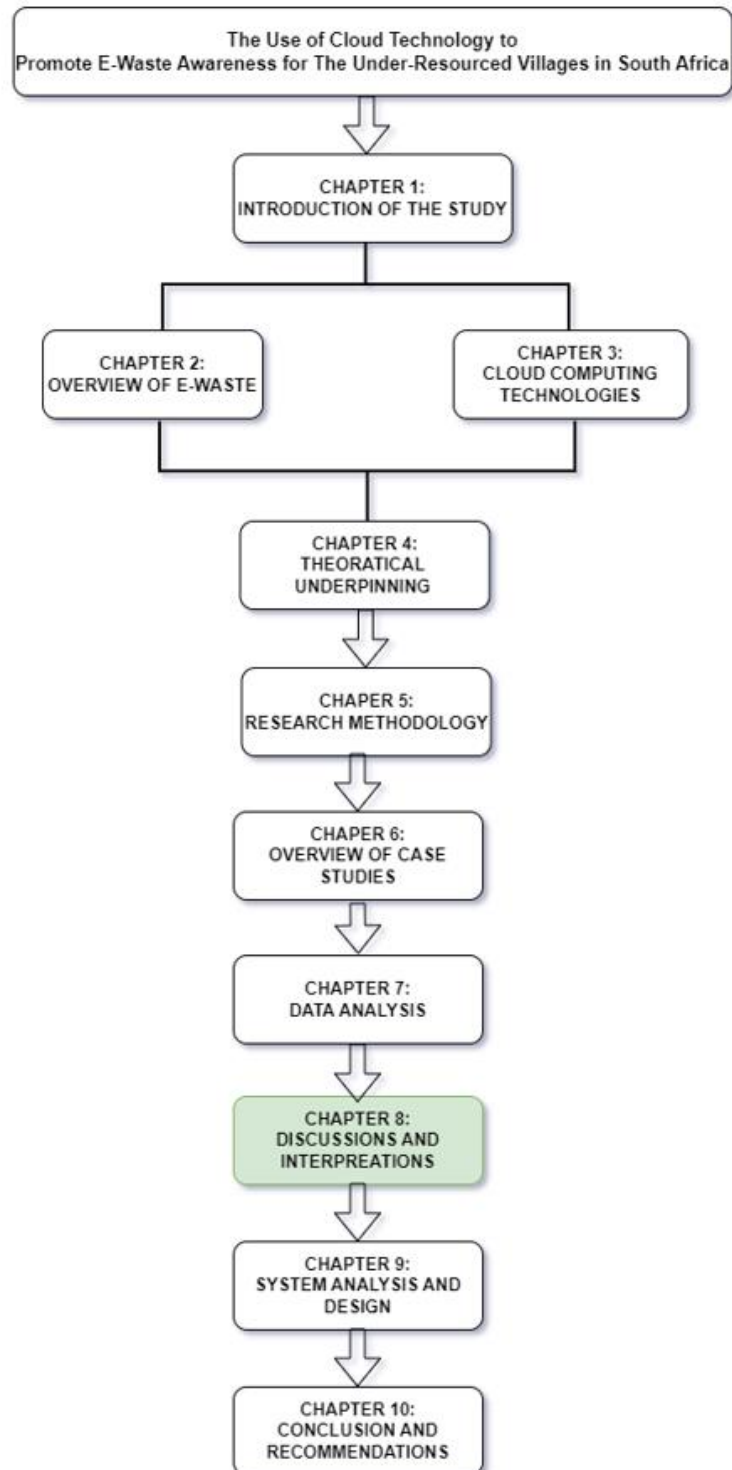 The Use of Cloud Technology to
Promote E-Waste Awareness for The Under-Resourced Villages in South Africa
CHAPTER 1:
INTRODUCTION OF THE STUDY
CHAPTER 2:
OVERVIEW OF E-WASTE
CHAPTER 3:
CLOUD COMPUTING
TECHNOLOGIES
CHAPTER 4:
THEORATICAL
UNDERPINNING
CHAPER 5:
RESEARCH METHODOLOGY
CHAPER 6:
OVERVIEW OF CASE
STUDIES
CHAPTER 7:
DATA ANALYSIS
CHAPTER 8:
DISCUSSIONS AND
INTERPREATIONS
CHAPTER 9:
SYSTEM ANALYSIS AND
DESIGN
CHAPTER 10:
CONCLUSION AND
RECOMMENDATIONS